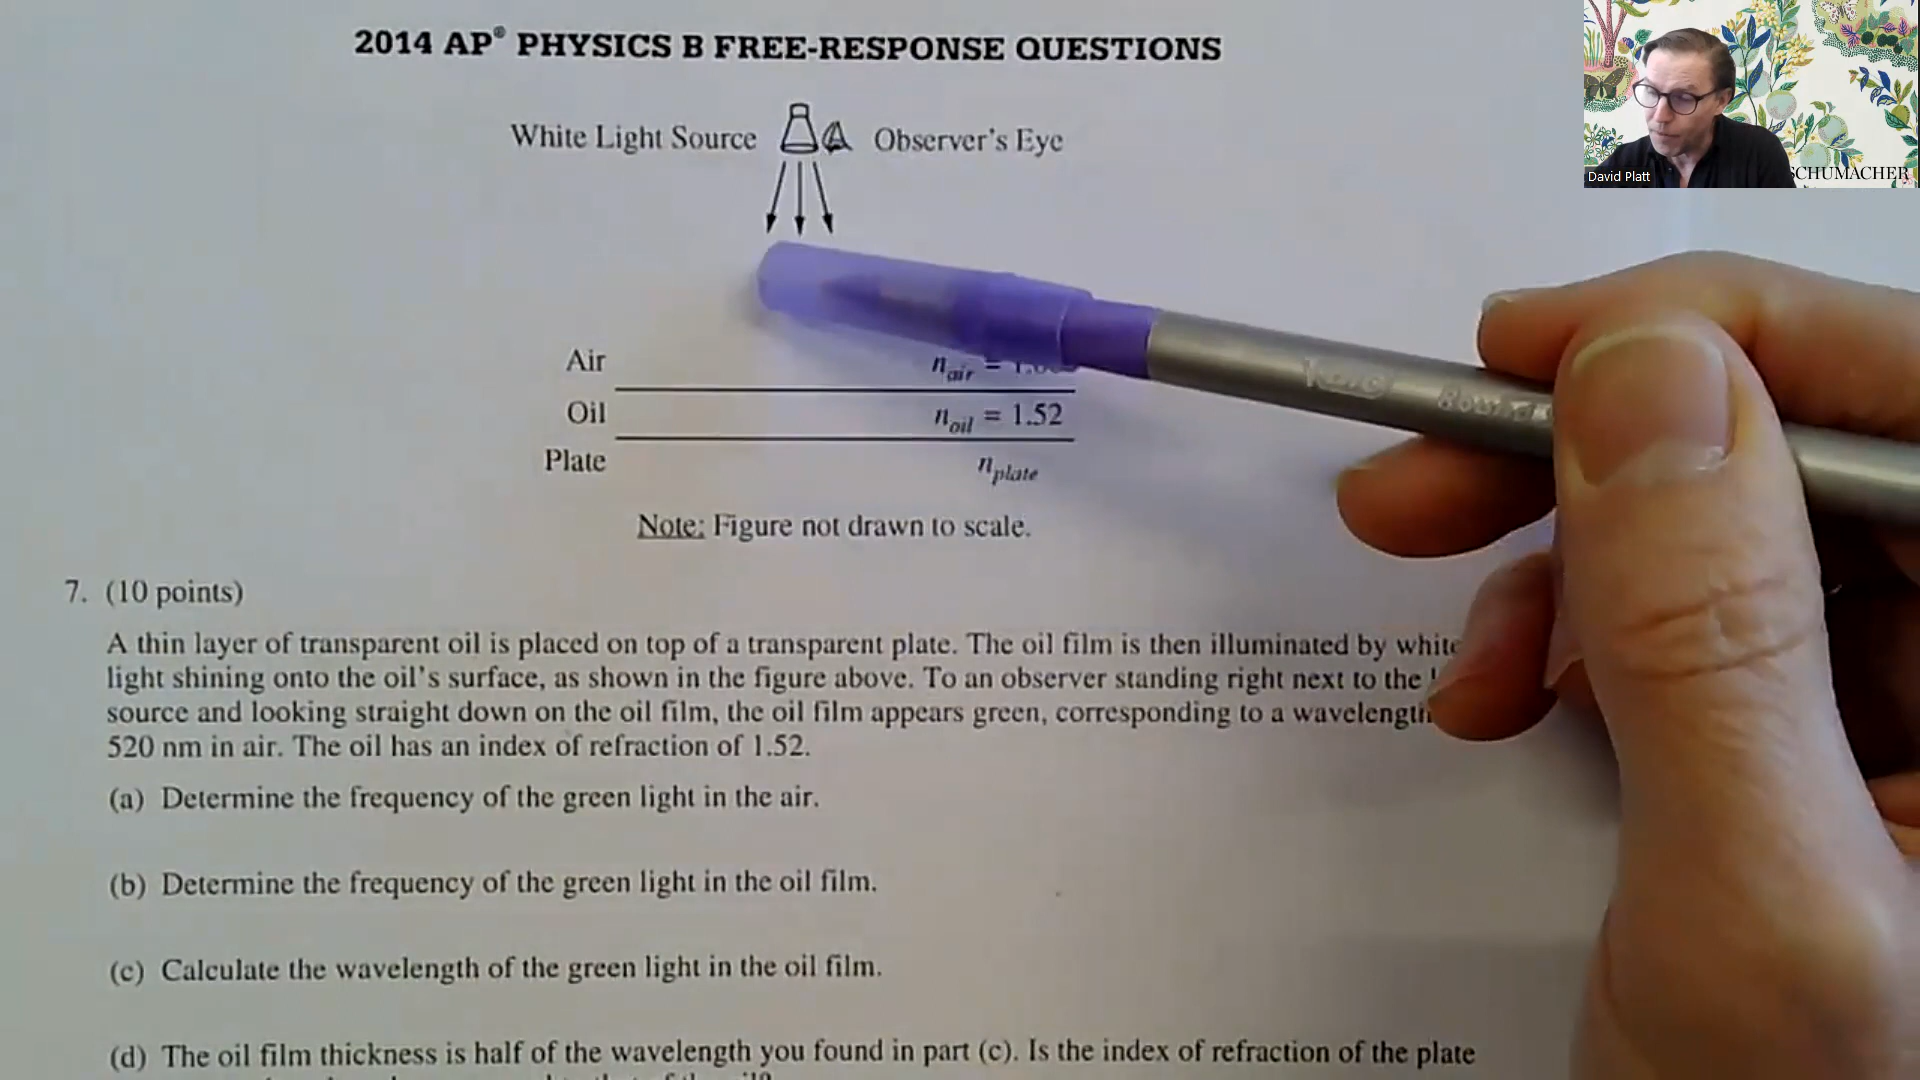 2014 AP® PHYSICS B FREE-RESPONSE QUESTIONS
White Light Source Observer's Eye
David Platt
SCHUMACHER
Air n air =
Oil n oil = 1.52
Plate n plate
Note: Figure not drawn to scale.
7. (10 points)
A thin layer of transparent oil is placed on top of a transparent plate. The oil film is then illuminated by white
light shining onto the oil's surface, as shown in the figure above. To an observer standing right next to the
source and looking straight down on the oil film, the oil film appears green, corresponding to a wavelength
520 nm in air. The oil has an index of refraction of 1.52.
(a) Determine the frequency of the green light in the air.
(b) Determine the frequency of the green light in the oil film.
(c) Calculate the wavelength of the green light in the oil film.
(d) The oil film thickness is half of the wavelength you found in part (c). Is the index of refraction of the plate